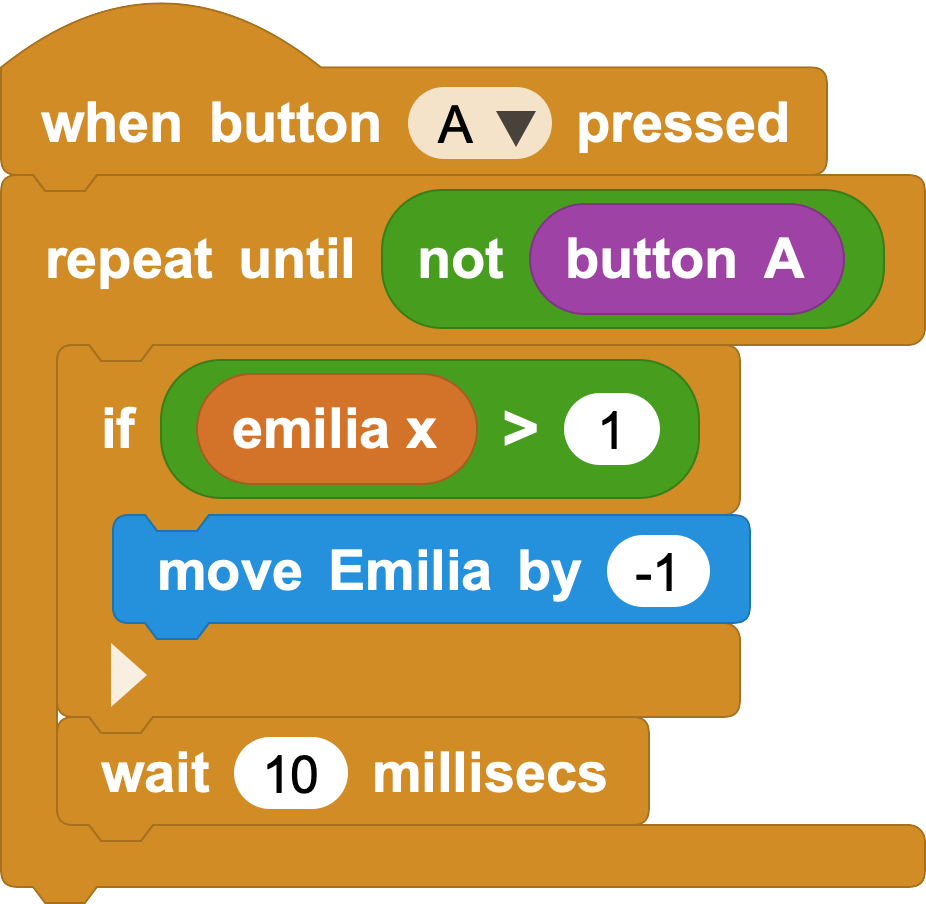 when button A pressed
repeat until not button A
if emilia x > 1
move Emilia by -1
wait 10 millisecs